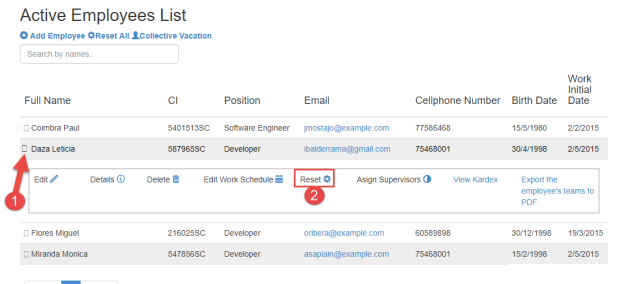 Active Employees List
Add Employee Reset All Collective Vacation
Search by names..
Full Name CI Position Email Cellphone Number Birth Date Work Initial Date
Coimbra Paul 5401513SC Software Engineer jmostajo@example.com 77586468 15/5/1980 2/2/2015
Daza Leticia 587965SC Developer ibalderrama@gmail.com 75468001 30/4/1998 2/5/2015
Edit Details Delete Edit Work Schedule Reset Asign Supervisors View Kardex Export the
employee's teams to
PDF
1
2
Flores Miguel 216025SC Developer oribera@example.com 60589898 30/12/1998 19/3/2015
Miranda Monica 547856SC Developer asapiain@example.com 75468001 15/2/1998 2/5/2015